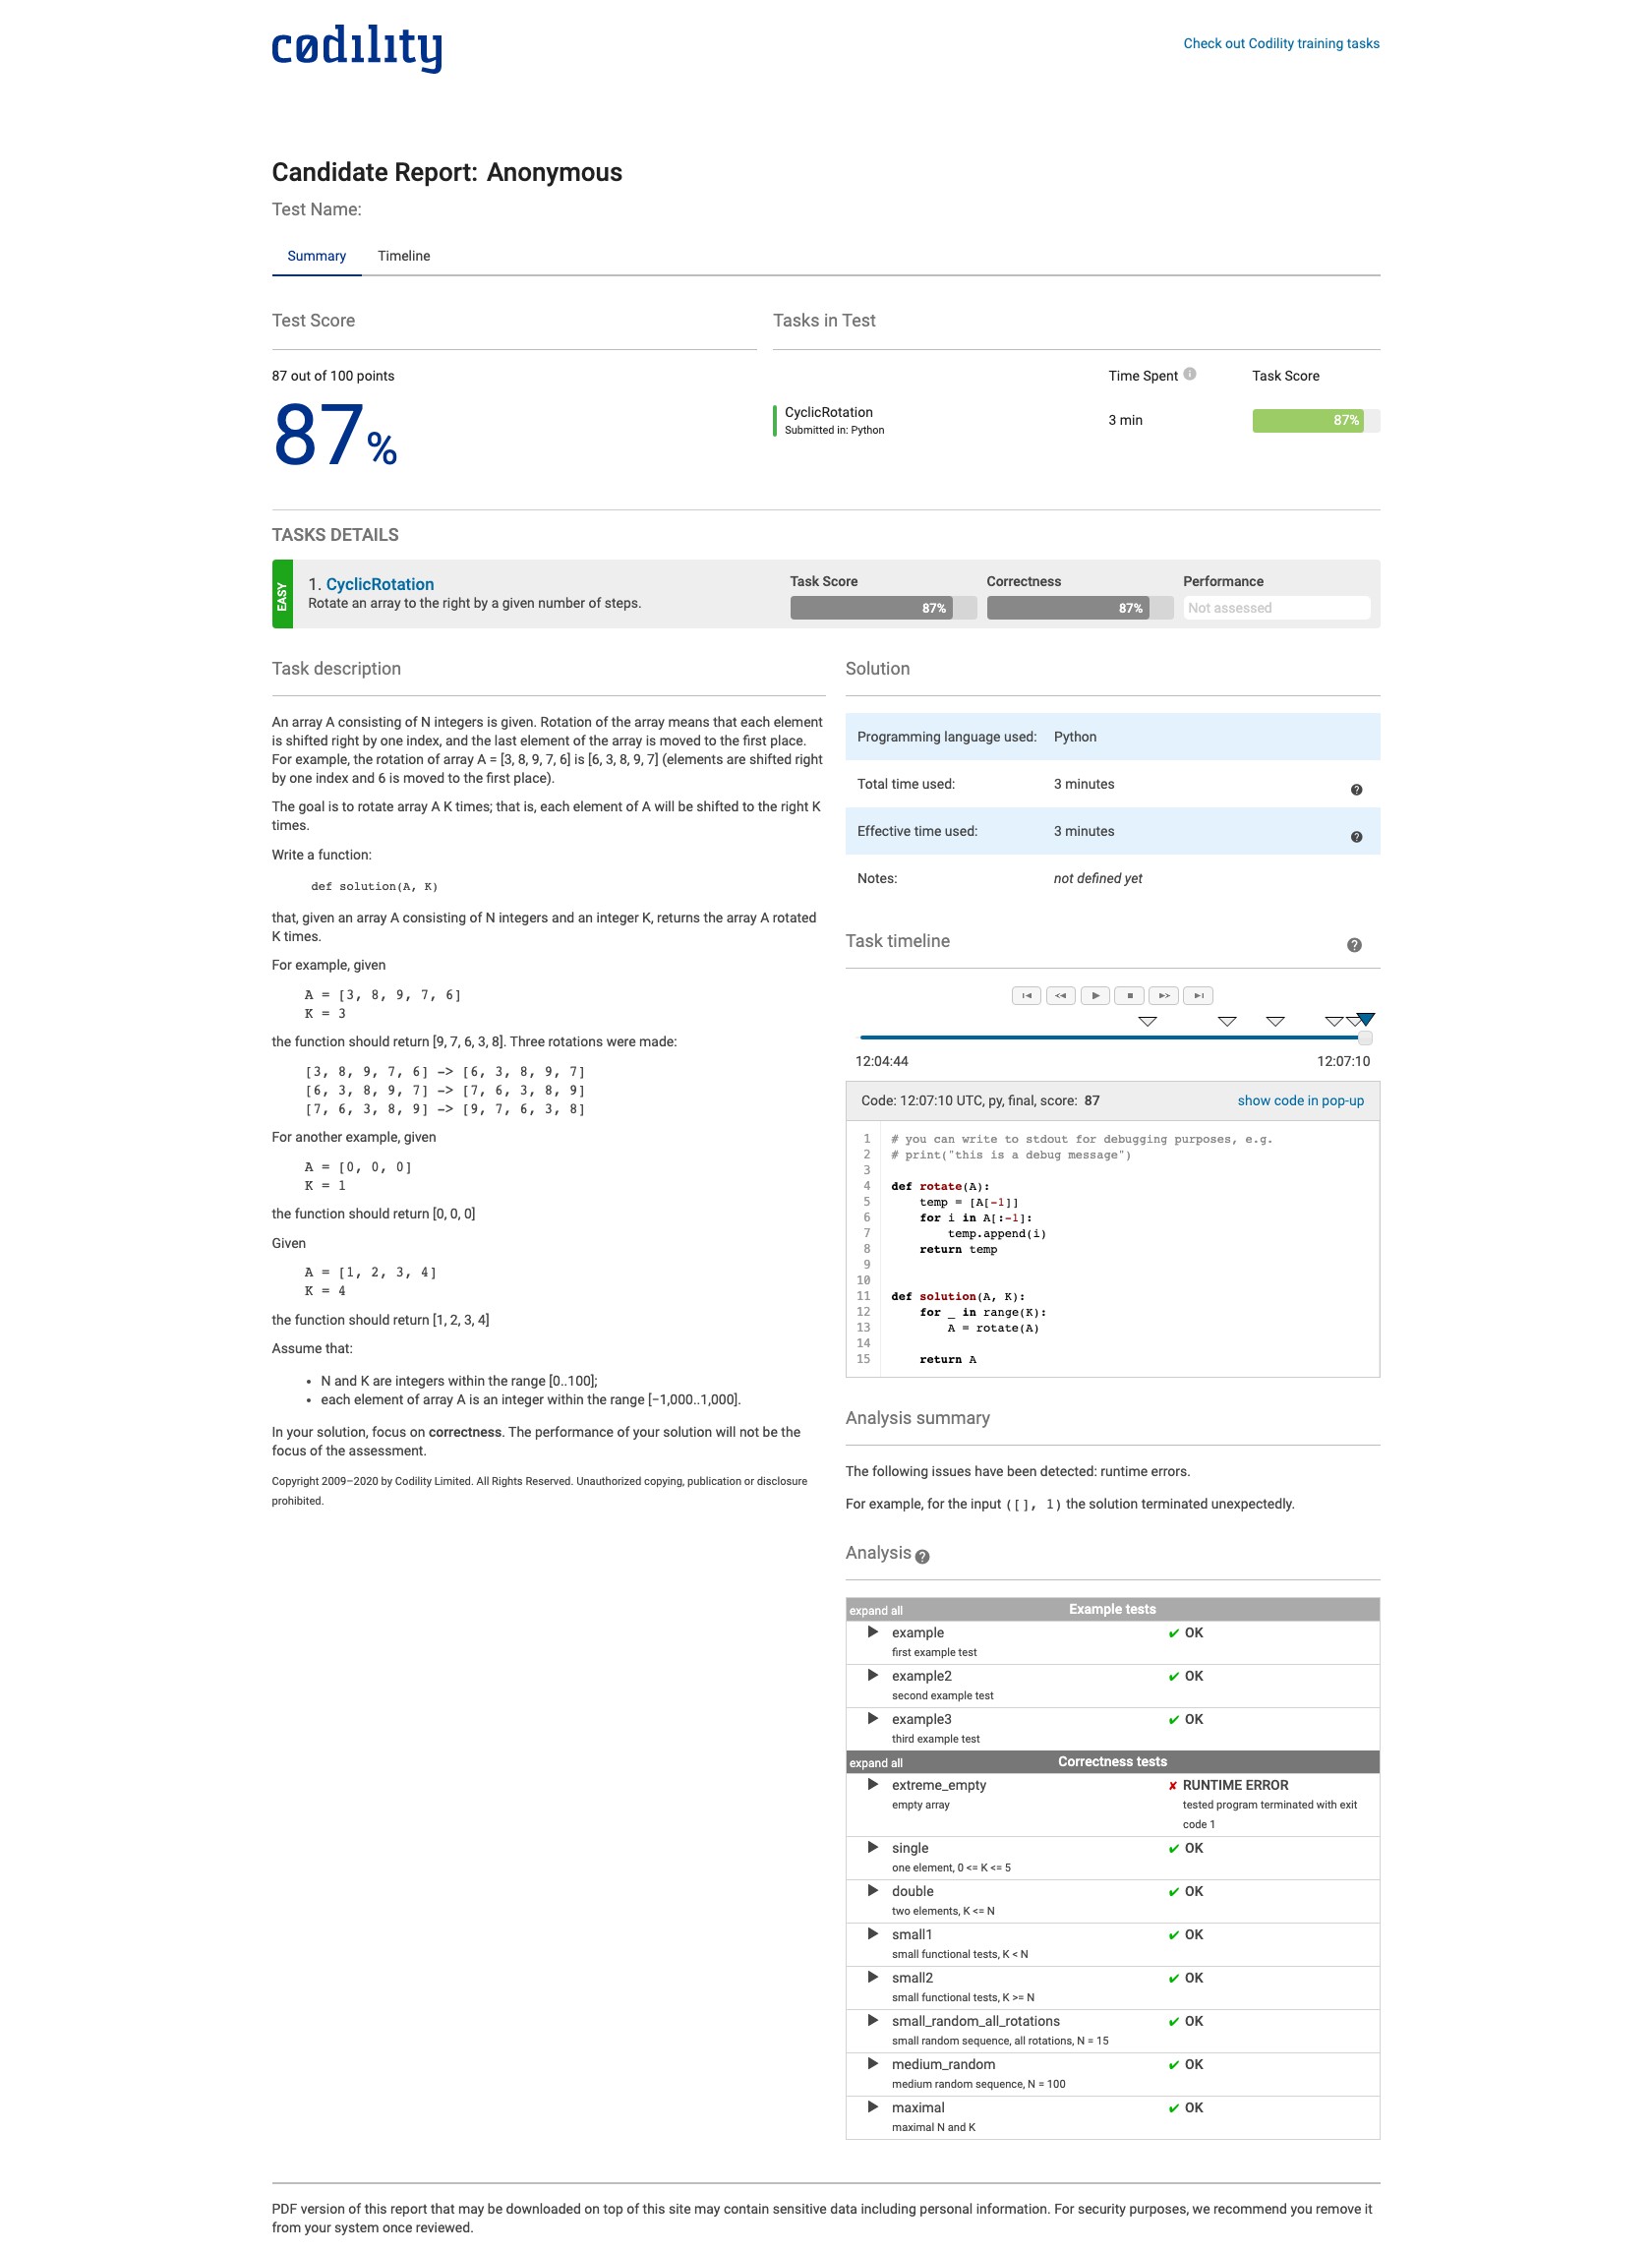 cødility
Check out Codility training tasks
Candidate Report: Anonymous
Test Name:
Summary Timeline
Test Score
87 out of 100 points
87%
Tasks in Test
Time Spent Task Score
CyclicRotation
Submitted in: Python
3 min
87%
TASKS DETAILS
EASY
1. CyclicRotation
Rotate an array to the right by a given number of steps.
Task Score
87%
Correctness
87%
Performance
Not assessed
Task description
An array A consisting of N integers is given. Rotation of the array means that each element
is shifted right by one index, and the last element of the array is moved to the first place.
For example, the rotation of array A = [3, 8, 9, 7, 6] is [6, 3, 8, 9, 7] (elements are shifted right
by one index and 6 is moved to the first place).
The goal is to rotate array A K times; that is, each element of A will be shifted to the right K
times.
Write a function:
def solution(A, K)
that, given an array A consisting of N integers and an integer K, returns the array A rotated
K times.
For example, given
A = [3, 8, 9, 7, 6]
K = 3
the function should return [9, 7, 6, 3, 8]. Three rotations were made:
[3, 8, 9, 7, 6] -> [6, 3, 8, 9, 7]
[6, 3, 8, 9, 7] -> [7, 6, 3, 8, 9]
[7, 6, 3, 8, 9] -> [9, 7, 6, 3, 8]
For another example, given
A = [0, 0, 0]
K = 1
the function should return [0, 0, 0]
Given
A = [1, 2, 3, 4]
K = 4
the function should return [1, 2, 3, 4]
Assume that:
• N and K are integers within the range [0..100];
• each element of array A is an integer within the range [−1,000..1,000].
In your solution, focus on correctness. The performance of your solution will not be the
focus of the assessment.
Copyright 2009–2020 by Codility Limited. All Rights Reserved. Unauthorized copying, publication or disclosure
prohibited.
Solution
Programming language used: Python
Total time used: 3 minutes
Effective time used: 3 minutes
Notes: not defined yet
Task timeline
12:04:44 12:07:10
Code: 12:07:10 UTC, py, final, score: 87
show code in pop-up
1 # you can write to stdout for debugging purposes, e.g.
2 # print("this is a debug message")
3
4 def rotate(A):
5     temp = [A[-1]]
6     for i in A[:-1]:
7         temp.append(i)
8     return temp
9
10
11 def solution(A, K):
12     for _ in range(K):
13         A = rotate(A)
14
15     return A
Analysis summary
The following issues have been detected: runtime errors.
For example, for the input ([], 1) the solution terminated unexpectedly.
Analysis
expand all Example tests
example ✔ OK
first example test
example2 ✔ OK
second example test
example3 ✔ OK
third example test
expand all Correctness tests
extreme_empty ✘ RUNTIME ERROR
empty array
tested program terminated with exit
code 1
single ✔ OK
one element, 0 <= K <= 5
double ✔ OK
two elements, K <= N
small1 ✔ OK
small functional tests, K < N
small2 ✔ OK
small functional tests, K >= N
small_random_all_rotations ✔ OK
small random sequence, all rotations, N = 15
medium_random ✔ OK
medium random sequence, N = 100
maximal ✔ OK
maximal N and K
PDF version of this report that may be downloaded on top of this site may contain sensitive data including personal information. For security purposes, we recommend you remove it
from your system once reviewed.